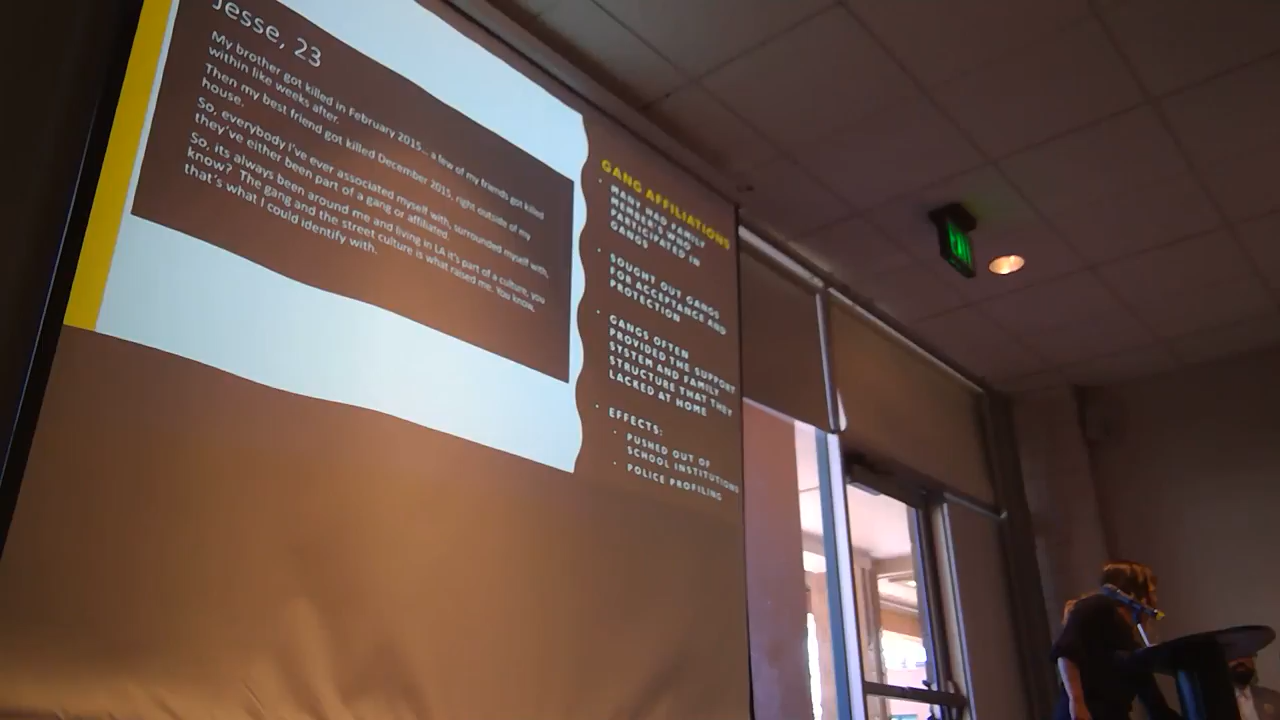 Jesse, 23
My brother got killed in February 2015... a few of my friends got killed
within like weeks after.
Then my best friend got killed December 2015, right outside of my
house.
So, everybody I've ever associated myself with, surrounded myself with,
they've either been part of a gang or affiliated.
So, its always been around me and living in LA it's part of a culture, you
know? The gang and the street culture is what raised me. You know,
that's what I could identify with.
GANG AFFILIATIONS
• MANY HAD FAMILY
MEMBER'S WHO
PARTICIPATED IN
GANGS
• SOUGHT OUT GANGS
FOR ACCEPTANCE AND
PROTECTION
• GANGS OFTEN
PROVIDED THE SUPPORT
SYSTEM AND FAMILY
STRUCTURE THAT THEY
LACKED AT HOME
• EFFECTS:
• PUSHED OUT OF
SCHOOL INSTITUTIONS
• POLICE PROFILING
EXIT